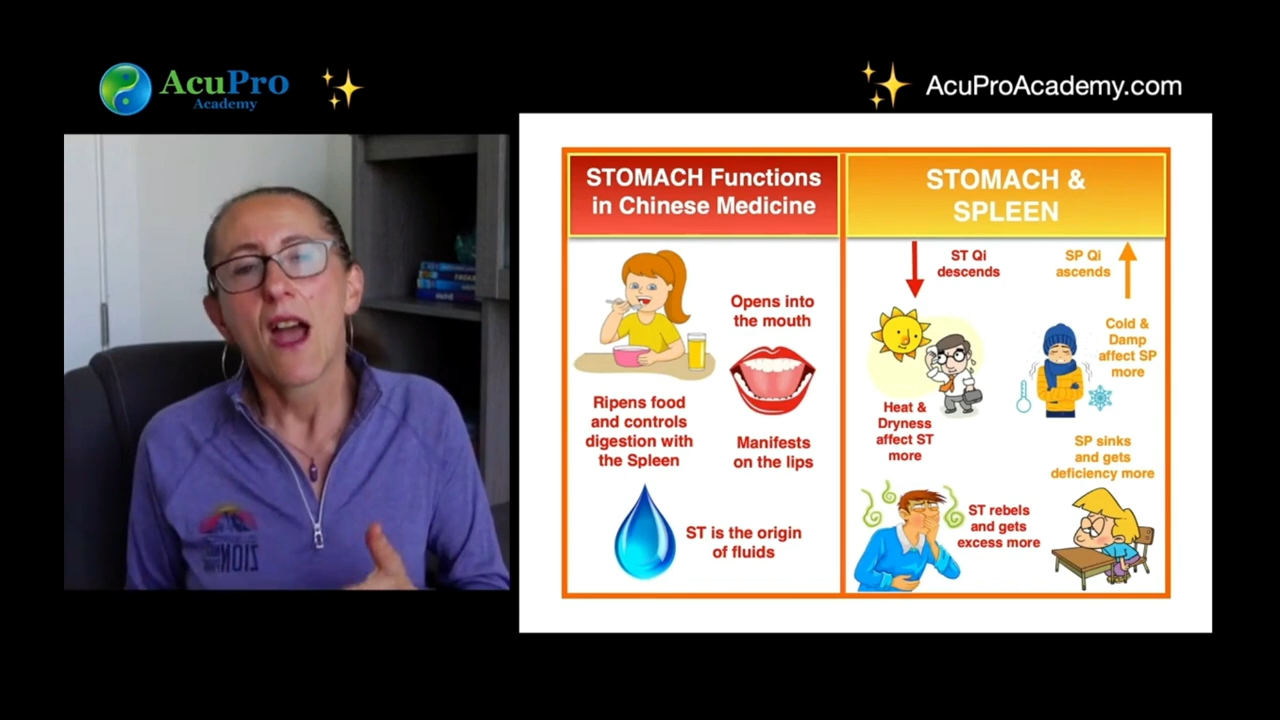 AcuPro
Academy
AcuProAcademy.com
STOMACH Functions
in Chinese Medicine
Opens into
the mouth
Ripens food
and controls
digestion with
the Spleen
Manifests
on the lips
ST is the origin
of fluids
STOMACH &
SPLEEN
ST Qi
descends
SP Qi
ascends
Cold &
Damp
affect SP
more
Heat &
Dryness
affect ST
more
SP sinks
and gets
deficiency more
ST rebels
and gets
excess more
ZION